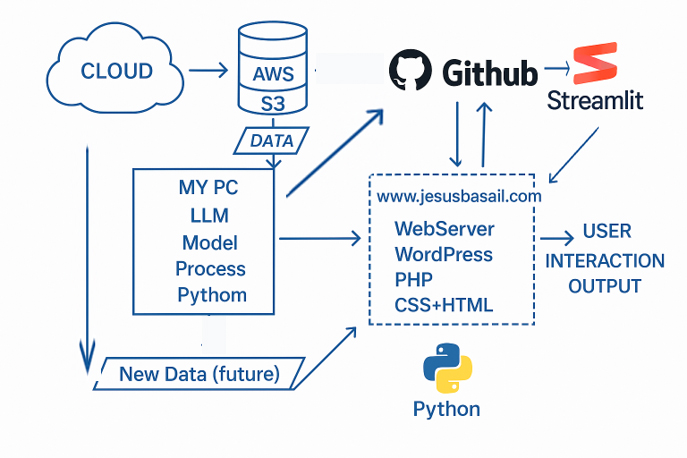 CLOUD
AWS
S3
DATA
Github
Streamlit
MY PC
LLM
Model
Process
Pythom
www.jesusbasail.com
WebServer
WordPress
PHP
CSS+HTML
USER
INTERACTION
OUTPUT
New Data (future)
Python